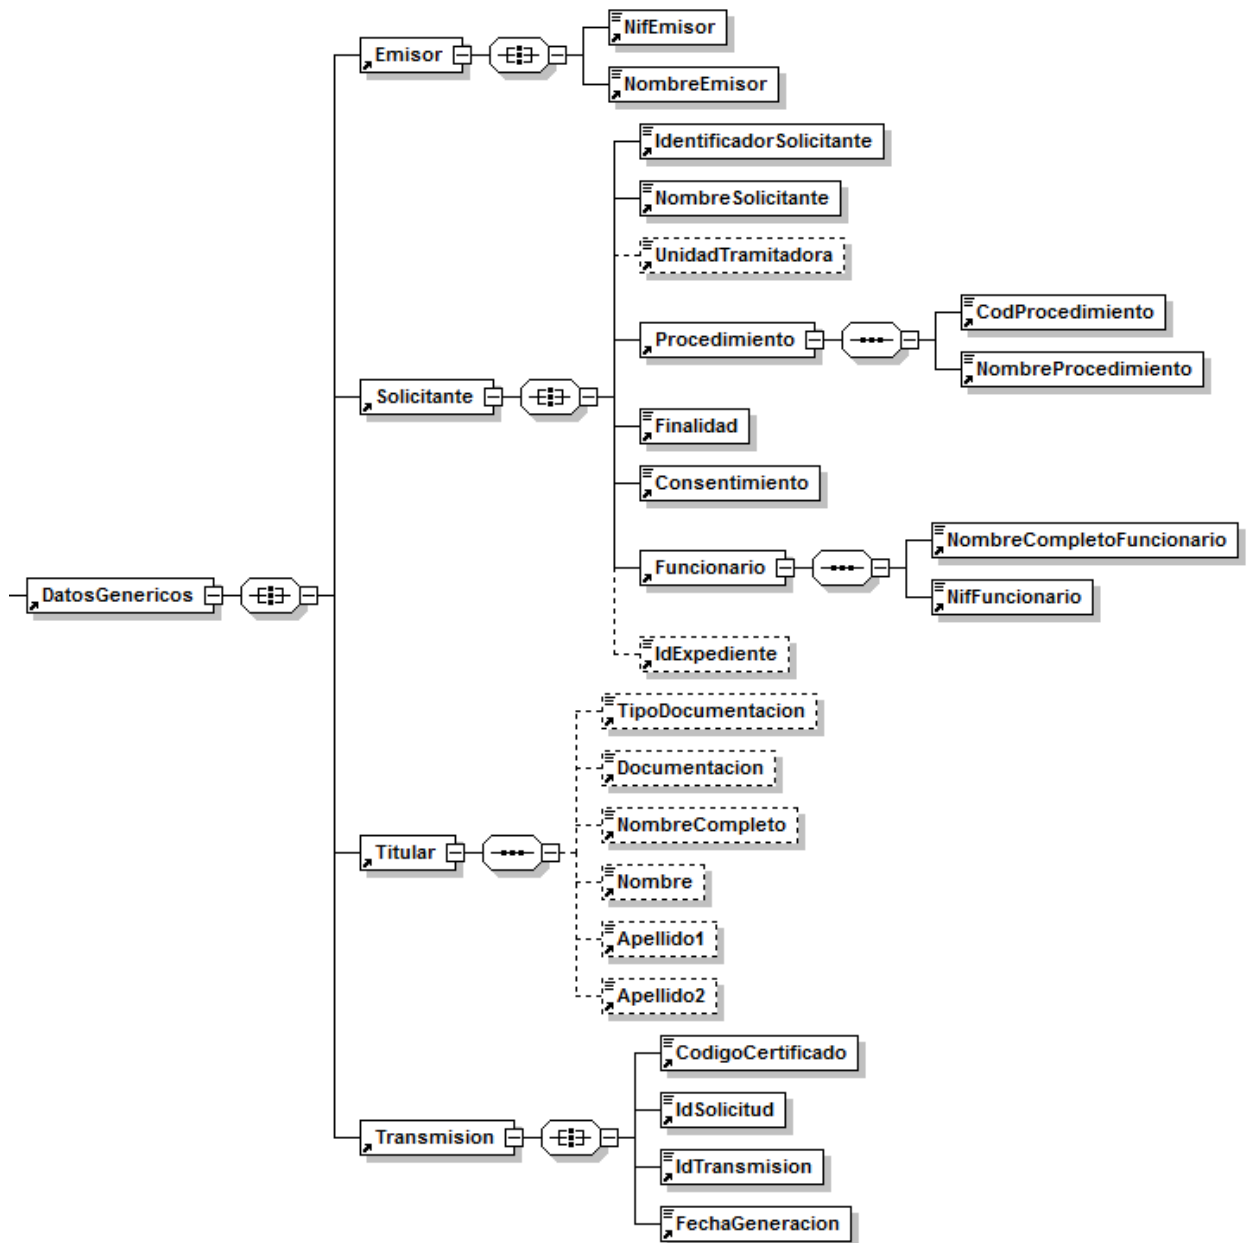 Emisor
NifEmisor
NombreEmisor
IdentificadorSolicitante
NombreSolicitante
UnidadTramitadora
Procedimiento
CodProcedimiento
NombreProcedimiento
Solicitante
Finalidad
Consentimiento
Funcionario
NombreCompletoFuncionario
NifFuncionario
DatosGenericos
IdExpediente
TipoDocumentacion
Documentacion
NombreCompleto
Titular
Nombre
Apellido1
Apellido2
CodigoCertificado
IdSolicitud
Transmision
IdTransmision
FechaGeneracion